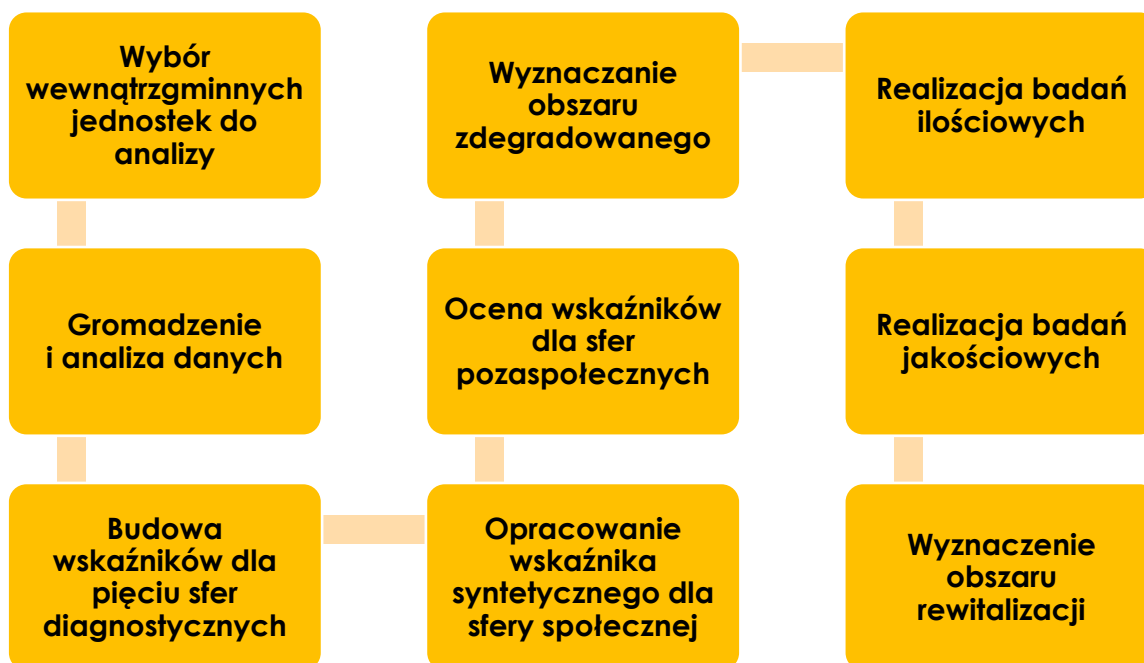 Wybór
wewnątrzgminnych
jednostek do
analizy
Gromadzenie
i analiza danych
Budowa
wskaźników dla
pięciu sfer
diagnostycznych
Opracowanie
wskaźnika
syntetycznego dla
sfery społecznej
Ocena wskaźników
dla sfer
pozaspołecznych
Wyznaczanie
obszaru
zdegradowanego
Realizacja badań
ilościowych
Realizacja badań
jakościowych
Wyznaczenie
obszaru
rewitalizacji